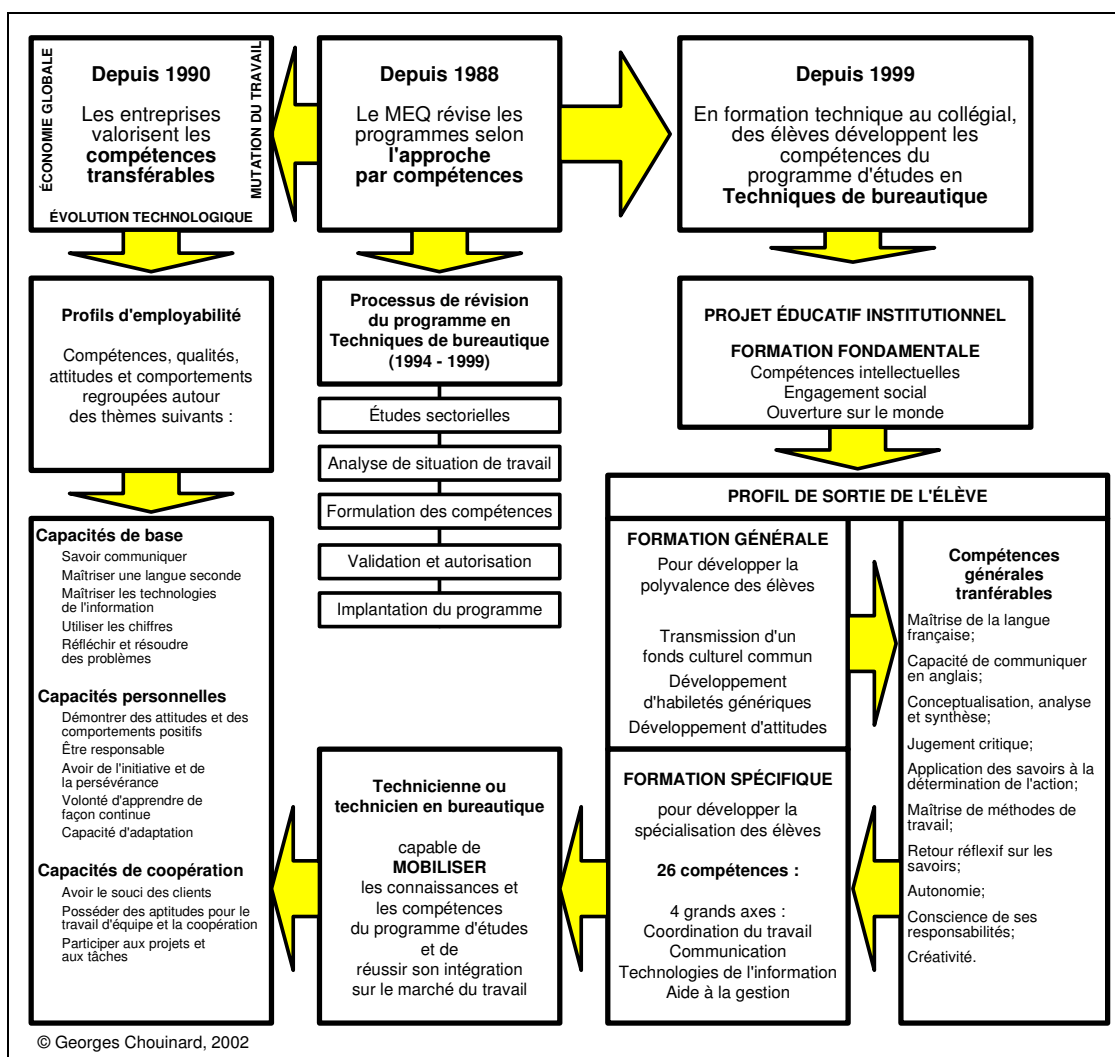 ÉCONOMIE GLOBALE
MUTATION DU TRAVAIL
Depuis 1990
Les entreprises
valorisent les
compétences
transférables
ÉVOLUTION TECHNOLOGIQUE
Depuis 1988
Le MEQ révise les
programmes selon
l'approche
par compétences
Depuis 1999
En formation technique au collégial,
des élèves développent les
compétences du
programme d'études en
Techniques de bureautique
Profils d'employabilité
Compétences, qualités,
attitudes et comportements
regroupées autour
des thèmes suivants :
Processus de révision
du programme en
Techniques de bureautique
(1994 - 1999)
Études sectorielles
Analyse de situation de travail
Formulation des compétences
Validation et autorisation
Implantation du programme
PROJET ÉDUCATIF INSTITUTIONNEL
FORMATION FONDAMENTALE
Compétences intellectuelles
Engagement social
Ouverture sur le monde
PROFIL DE SORTIE DE L'ÉLÈVE
FORMATION GÉNÉRALE
Pour développer la
polyvalence des élèves
Transmission d'un
fonds culturel commun
Développement
d'habiletés génériques
Développement d'attitudes
Compétences
générales
tranférables
Maîtrise de la langue
française;
Capacité de communiquer
en anglais;
Conceptualisation, analyse
et synthèse;
Jugement critique;
Application des savoirs à la
détermination de l'action;
Maîtrise de méthodes de
travail;
Retour réflexif sur les
savoirs;
Autonomie;
Conscience de ses
responsabilités;
Créativité.
FORMATION SPÉCIFIQUE
pour développer la
spécialisation des élèves
26 compétences :
4 grands axes :
Coordination du travail
Communication
Technologies de l'information
Aide à la gestion
Technicienne ou
technicien en bureautique
capable de
MOBILISER
les connaissances et
les compétences
du programme d'études
et de
réussir son intégration
sur le marché du travail
Capacités de base
Savoir communiquer
Maîtriser une langue seconde
Maîtriser les technologies
de l'information
Utiliser les chiffres
Réfléchir et résoudre
des problèmes
Capacités personnelles
Démontrer des attitudes et des
comportements positifs
Être responsable
Avoir de l'initiative et de
la persévérance
Volonté d'apprendre de
façon continue
Capacité d'adaptation
Capacités de coopération
Avoir le souci des clients
Posséder des aptitudes pour le
travail d'équipe et la coopération
Participer aux projets et
aux tâches
© Georges Chouinard, 2002